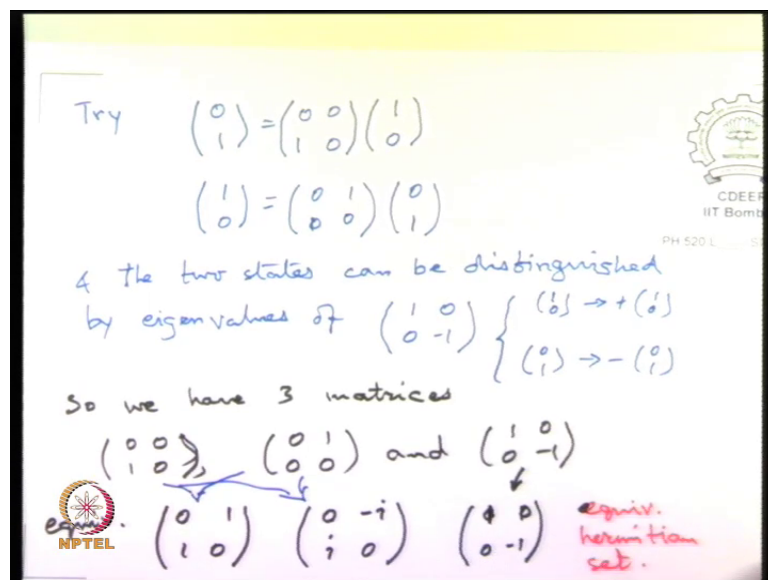 Try (0 1) = (0 0 1 0) (1 0)
(1 0) = (0 1 0 0) (0 1)
CDEEP
IIT Bomb
PH 520 L
& the two states can be distinguished
by eigenvalues of (1 0 0 -1) { (1 0) → + (1 0)
(0 1) → - (0 1)
So we have 3 matrices
(0 0 1 0), (0 1 0 0) and (1 0 0 -1)
equiv. (0 1 1 0) (0 -i i 0) (1 0 0 -1) equiv.
hermitian
set.
NPTEL